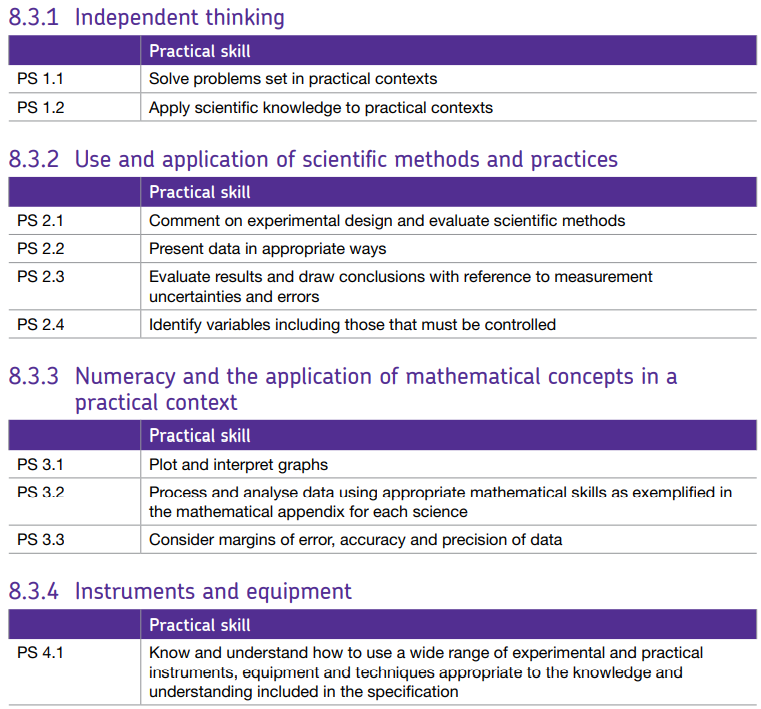 8.3.1 Independent thinking
Practical skill
PS 1.1 Solve problems set in practical contexts
PS 1.2 Apply scientific knowledge to practical contexts
8.3.2 Use and application of scientific methods and practices
Practical skill
PS 2.1 Comment on experimental design and evaluate scientific methods
PS 2.2 Present data in appropriate ways
PS 2.3 Evaluate results and draw conclusions with reference to measurement
uncertainties and errors
PS 2.4 Identify variables including those that must be controlled
8.3.3 Numeracy and the application of mathematical concepts in a
practical context
Practical skill
PS 3.1 Plot and interpret graphs
PS 3.2 Process and analyse data using appropriate mathematical skills as exemplified in
the mathematical appendix for each science
PS 3.3 Consider margins of error, accuracy and precision of data
8.3.4 Instruments and equipment
Practical skill
PS 4.1 Know and understand how to use a wide range of experimental and practical
instruments, equipment and techniques appropriate to the knowledge and
understanding included in the specification